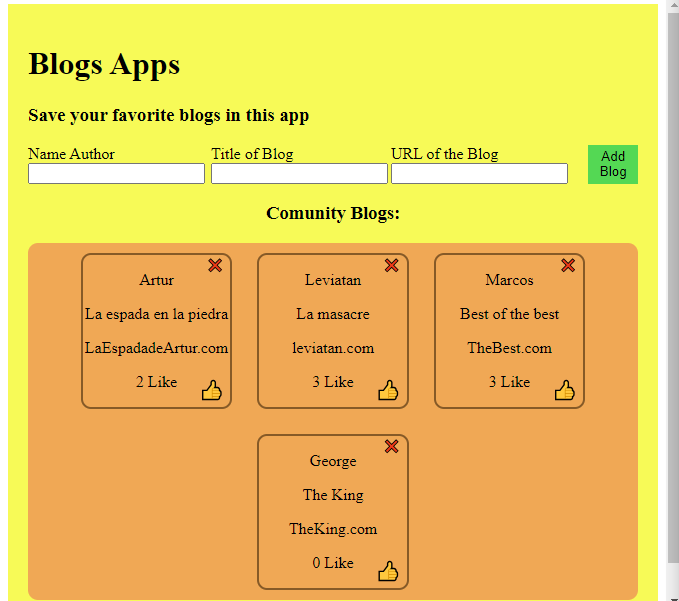 Blogs Apps
Save your favorite blogs in this app
Name Author
Title of Blog
URL of the Blog
Add
Blog
Comunity Blogs:
Artur
La espada en la piedra
LaEspadadeArtur.com
2 Like
Leviatan
La masacre
leviatan.com
3 Like
Marcos
Best of the best
TheBest.com
3 Like
George
The King
TheKing.com
0 Like